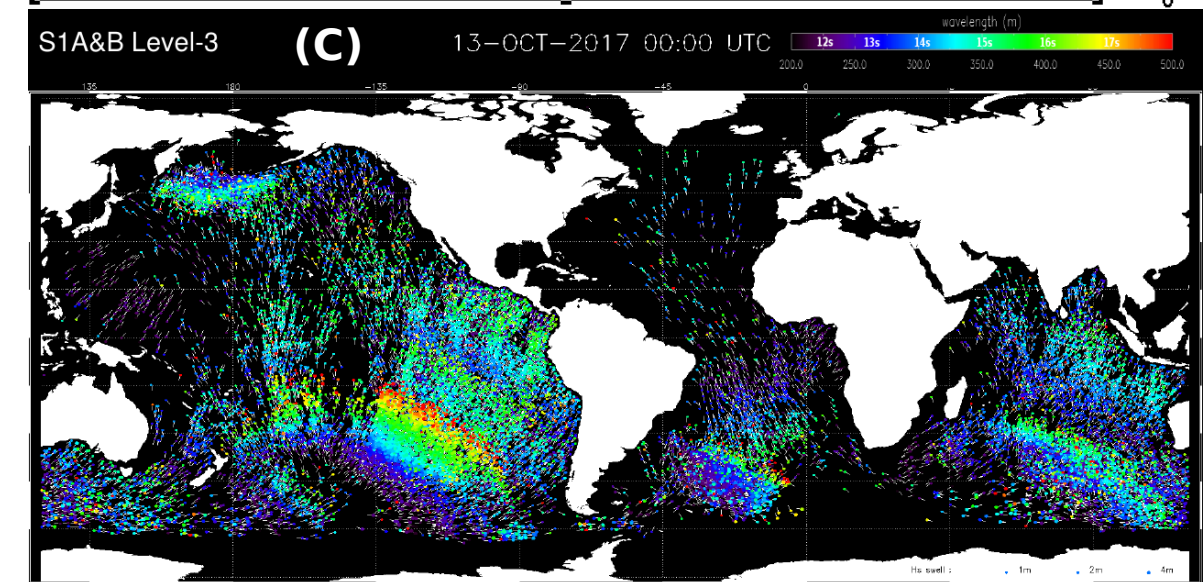 S1A&B Level-3 (C) 13-OCT-2017 00:00 UTC
wavelength (m)
12s 13s 14s 15s 16s 17s
200.0 250.0 300.0 350.0 400.0 450.0 500.0
135 180 -135 -90 -45 0
Hs swell : 1m 2m 4m